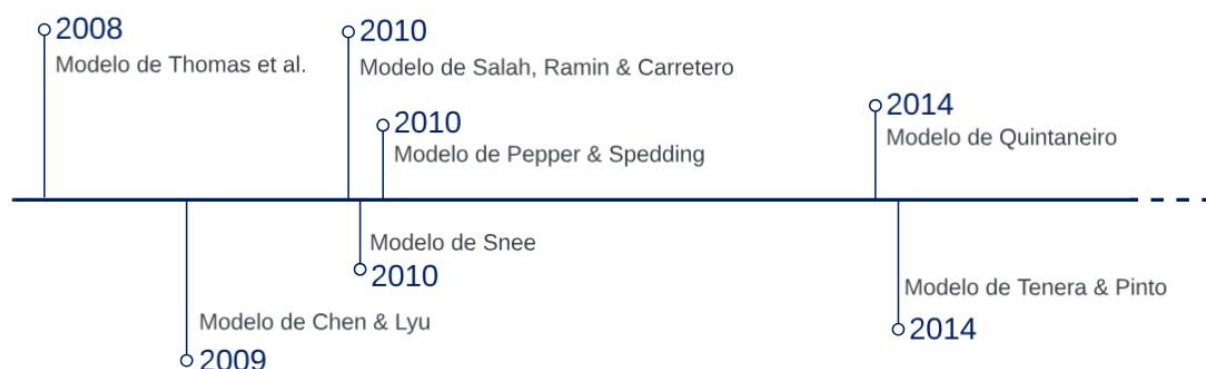 2008
Modelo de Thomas et al.
2010
Modelo de Salah, Ramin & Carretero
2010
Modelo de Pepper & Spedding
2014
Modelo de Quintaneiro
Modelo de Snee
2010
Modelo de Chen & Lyu
2009
Modelo de Tenera & Pinto
2014